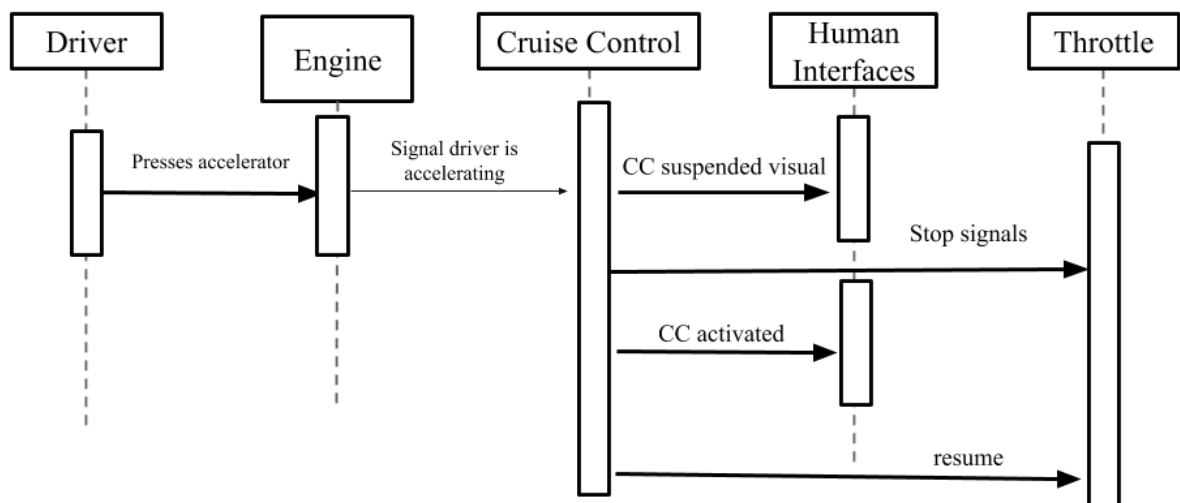 Driver
Engine
Cruise Control
Human
Interfaces
Throttle
Presses accelerator
Signal driver is
accelerating
CC suspended visual
Stop signals
CC activated
resume